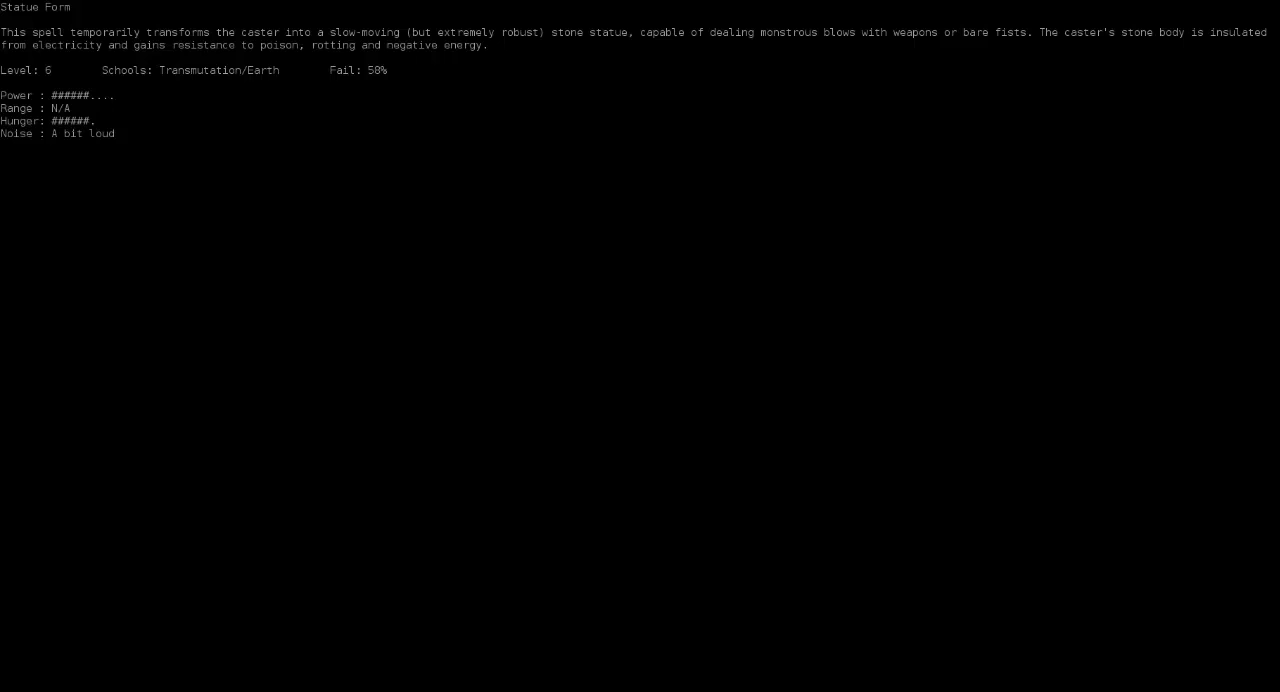 Statue Form
This spell temporarily transforms the caster into a slow-moving (but extremely robust) stone statue, capable of dealing monstrous blows with weapons or bare fists. The caster's stone body is insulated
from electricity and gains resistance to poison, rotting and negative energy.
Level: 6        Schools: Transmutation/Earth        Fail: 58%
Power : ######....
Range : N/A
Hunger: ######.
Noise : A bit loud